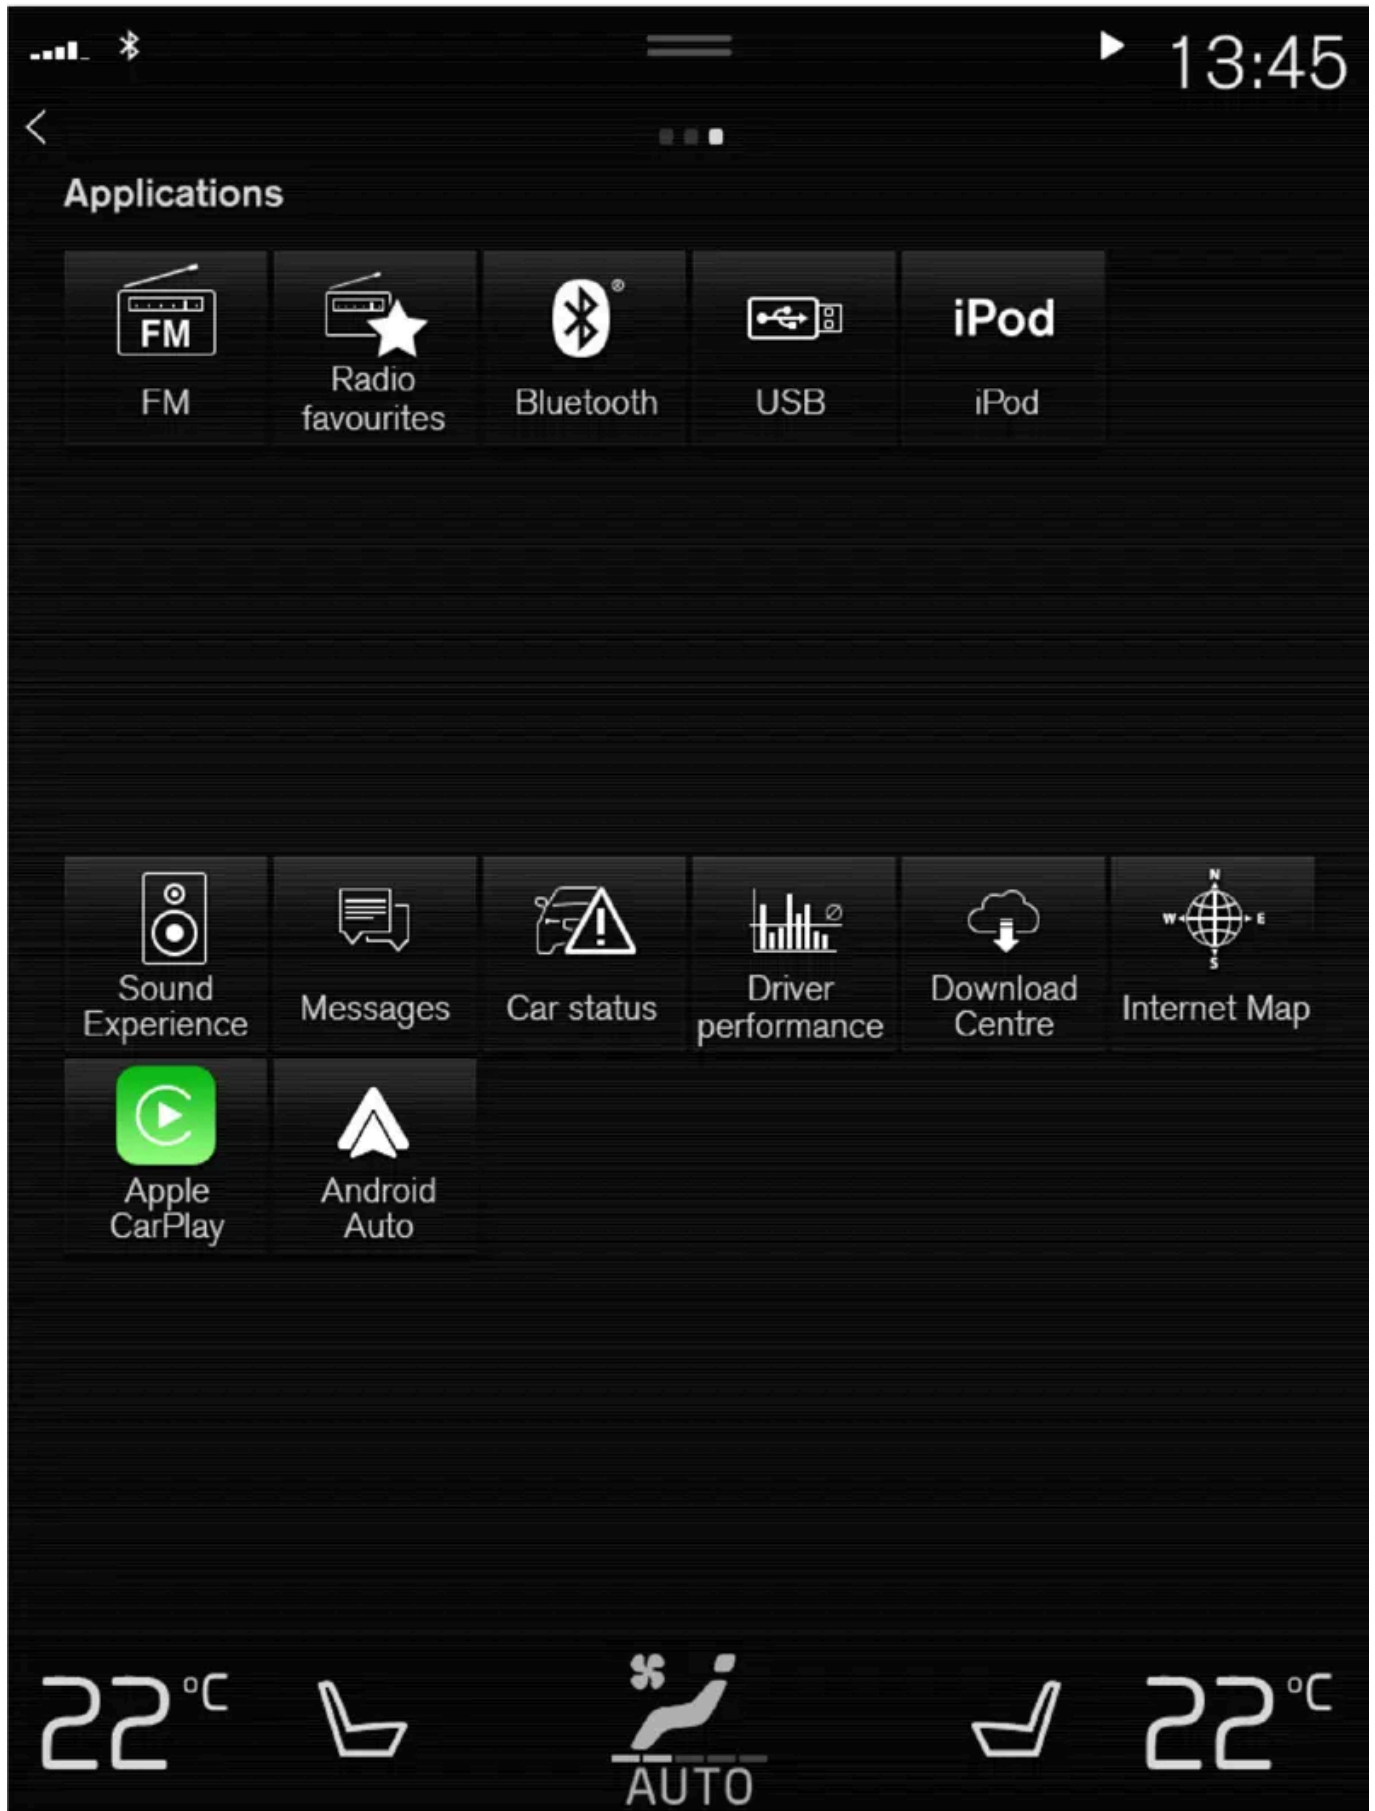 13:45
Applications
FM
iPod
FM
Radio
favourites
Bluetooth
®
USB
iPod
N
W
E
S
Sound
Experience
Messages
Car status
Driver
performance
Download
Centre
Internet Map
Apple
CarPlay
Android
Auto
22°C
22°C
AUTO